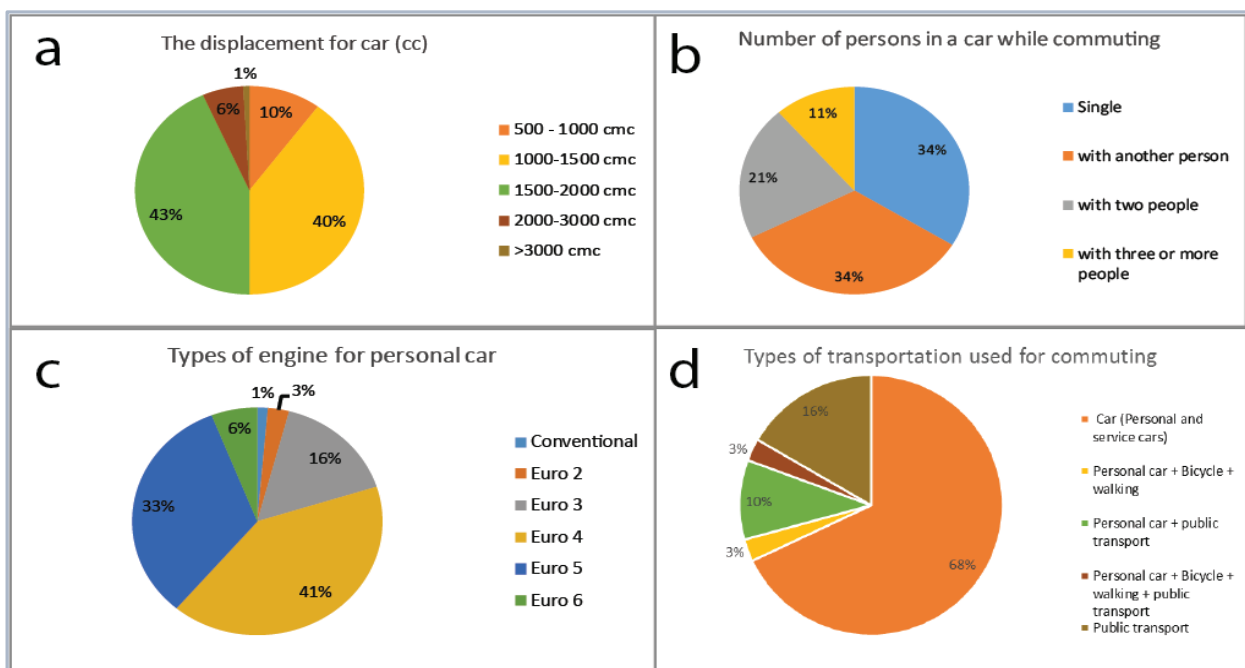 a
The displacement for car (cc)
1%
6%
10%
43%
40%
500 - 1000 cmc
1000-1500 cmc
1500-2000 cmc
2000-3000 cmc
>3000 cmc
b
Number of persons in a car while commuting
11%
34%
21%
34%
Single
with another person
with two people
with three or more
people
c
Types of engine for personal car
1%
3%
6%
16%
33%
41%
Conventional
Euro 2
Euro 3
Euro 4
Euro 5
Euro 6
d
Types of transportation used for commuting
16%
3%
10%
3%
68%
Car (Personal and
service cars)
Personal car + Bicycle +
walking
Personal car + public
transport
Personal car + Bicycle +
walking + public
transport
Public transport